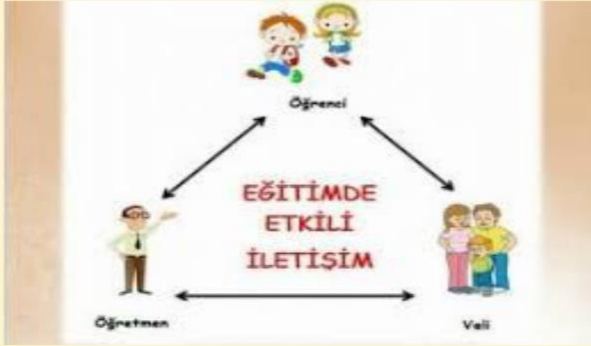 Öğrenci
EĞİTİMDE
ETKİLİ
İLETİŞİM
Öğretmen
Veli